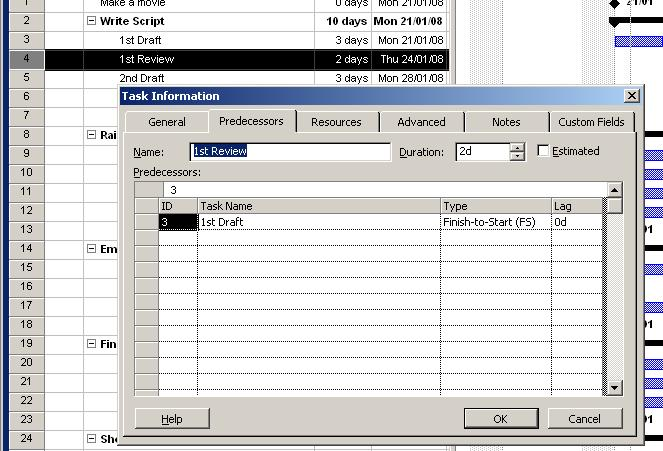 1 Make a movie 0 days Mon 21/01/08 21/01
2 Write Script 10 days Mon 21/01/08
3 1st Draft 3 days Mon 21/01/08
4 1st Review 2 days Thu 24/01/08
5 2nd Draft 3 days Mon 28/01/08
6
7
8 Rai
9
10
11
12
13
14 Em
15
16
17
18
19 Fin
20
21
22
23
24 Sho
Task Information
General Predecessors Resources Advanced Notes Custom Fields
Name: 1st Review Duration: 2d Estimated
Predecessors:
3
ID Task Name Type Lag
3 1st Draft Finish-to-Start (FS) 0d
Help OK Cancel